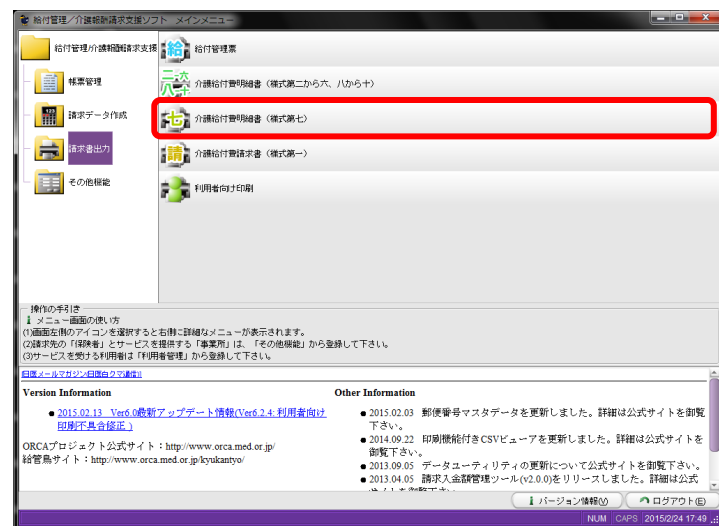 給付管理／介護報酬請求支援ソフト メインメニュー
給付管理/介護報酬請求支援
帳票管理
請求データ作成
請求書出力
その他機能
給
給付管理票
二・六
八・十
介護給付費明細書（様式第二から六、八から十）
七
介護給付費明細書（様式第七）
請
介護給付費請求書（様式第一）
利用者向け印刷
操作の手引き
メニュー画面の使い方
(1)画面左側のアイコンを選択すると右側に詳細なメニューが表示されます。
(2)請求先の「保険者」とサービスを提供する「事業所」は、「その他機能」から登録して下さい。
(3)サービスを受ける利用者は「利用者管理」から登録して下さい。
日医メールマガジン(日医白クマ通信)
Version Information
2015.02.13 Ver6.0最新アップデート情報(Ver6.2.4: 利用者向け
印刷不具合修正 )
ORCAプロジェクト公式サイト：http://www.orca.med.or.jp/
給管鳥サイト：http://www.orca.med.or.jp/kyukantyo/
Other Information
2015.02.03 郵便番号マスタデータを更新しました。詳細は公式サイトを御覧
下さい。
2014.09.22 印刷機能付きCSVビューアを更新しました。詳細は公式サイトを
御覧下さい。
2013.09.05 データユーティリティの更新について公式サイトを御覧下さい。
2013.04.05 請求入金額管理ツール(v2.0.0)をリリースしました。詳細は公式
バージョン情報(V)
ログアウト(E)
NUM CAPS 2015/2/24 17:49